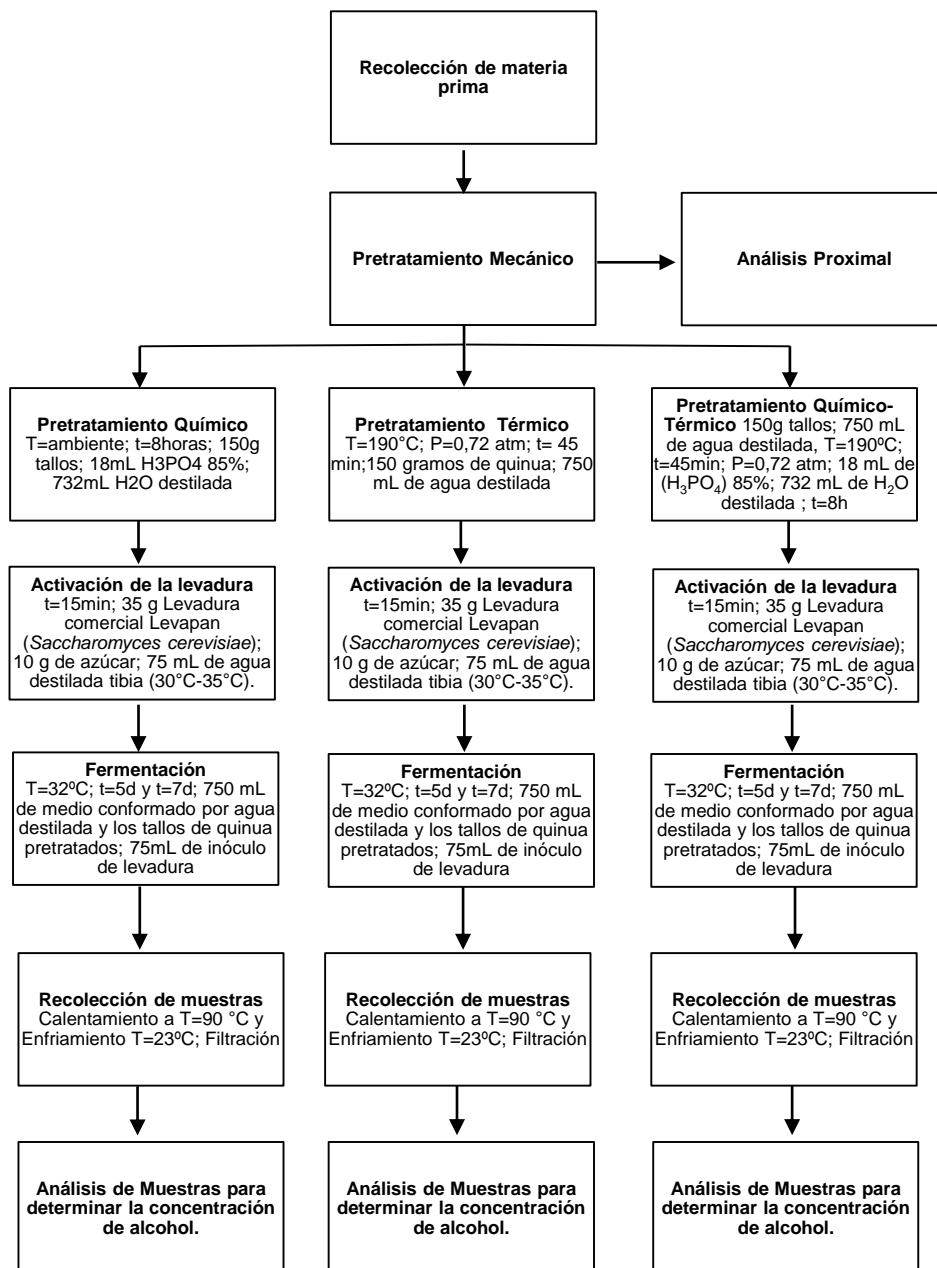 Recolección de materia
prima
Pretratamiento Mecánico
Análisis Proximal
Pretratamiento Químico
T=ambiente; t=8horas; 150g
tallos; 18mL H3PO4 85%;
732mL H2O destilada
Pretratamiento Térmico
T=190°C; P=0,72 atm; t= 45
min;150 gramos de quinua; 750
mL de agua destilada
Pretratamiento Químico-
Térmico 150g tallos; 750 mL
de agua destilada, T=190ºC;
t=45min; P=0,72 atm; 18 mL de
(H₃PO₄) 85%; 732 mL de H₂O
destilada ; t=8h
Activación de la levadura
t=15min; 35 g Levadura
comercial Levapan
(Saccharomyces cerevisiae);
10 g de azúcar; 75 mL de agua
destilada tibia (30°C-35°C).
Activación de la levadura
t=15min; 35 g Levadura
comercial Levapan
(Saccharomyces cerevisiae);
10 g de azúcar; 75 mL de agua
destilada tibia (30°C-35°C).
Activación de la levadura
t=15min; 35 g Levadura
comercial Levapan
(Saccharomyces cerevisiae);
10 g de azúcar; 75 mL de agua
destilada tibia (30°C-35°C).
Fermentación
T=32ºC; t=5d y t=7d; 750 mL
de medio conformado por agua
destilada y los tallos de quinua
pretratados; 75mL de inóculo
de levadura
Fermentación
T=32ºC; t=5d y t=7d; 750 mL
de medio conformado por agua
destilada y los tallos de quinua
pretratados; 75mL de inóculo
de levadura
Fermentación
T=32ºC; t=5d y t=7d; 750 mL
de medio conformado por agua
destilada y los tallos de quinua
pretratados; 75mL de inóculo
de levadura
Recolección de muestras
Calentamiento a T=90 °C y
Enfriamiento T=23ºC; Filtración
Recolección de muestras
Calentamiento a T=90 °C y
Enfriamiento T=23ºC; Filtración
Recolección de muestras
Calentamiento a T=90 °C y
Enfriamiento T=23ºC; Filtración
Análisis de Muestras para
determinar la concentración
de alcohol.
Análisis de Muestras para
determinar la concentración
de alcohol.
Análisis de Muestras para
determinar la concentración
de alcohol.